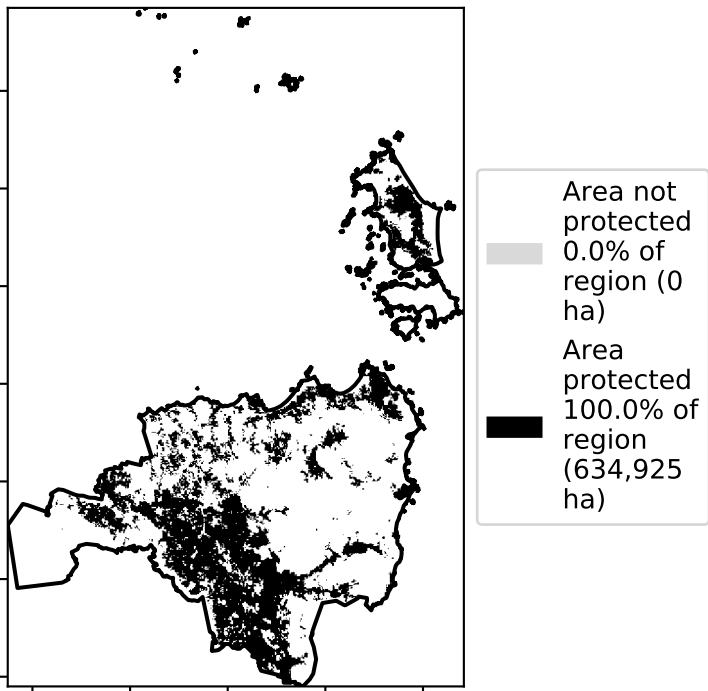 Area not
protected
0.0% of
region (0
ha)
Area
protected
100.0% of
region
(634,925
ha)